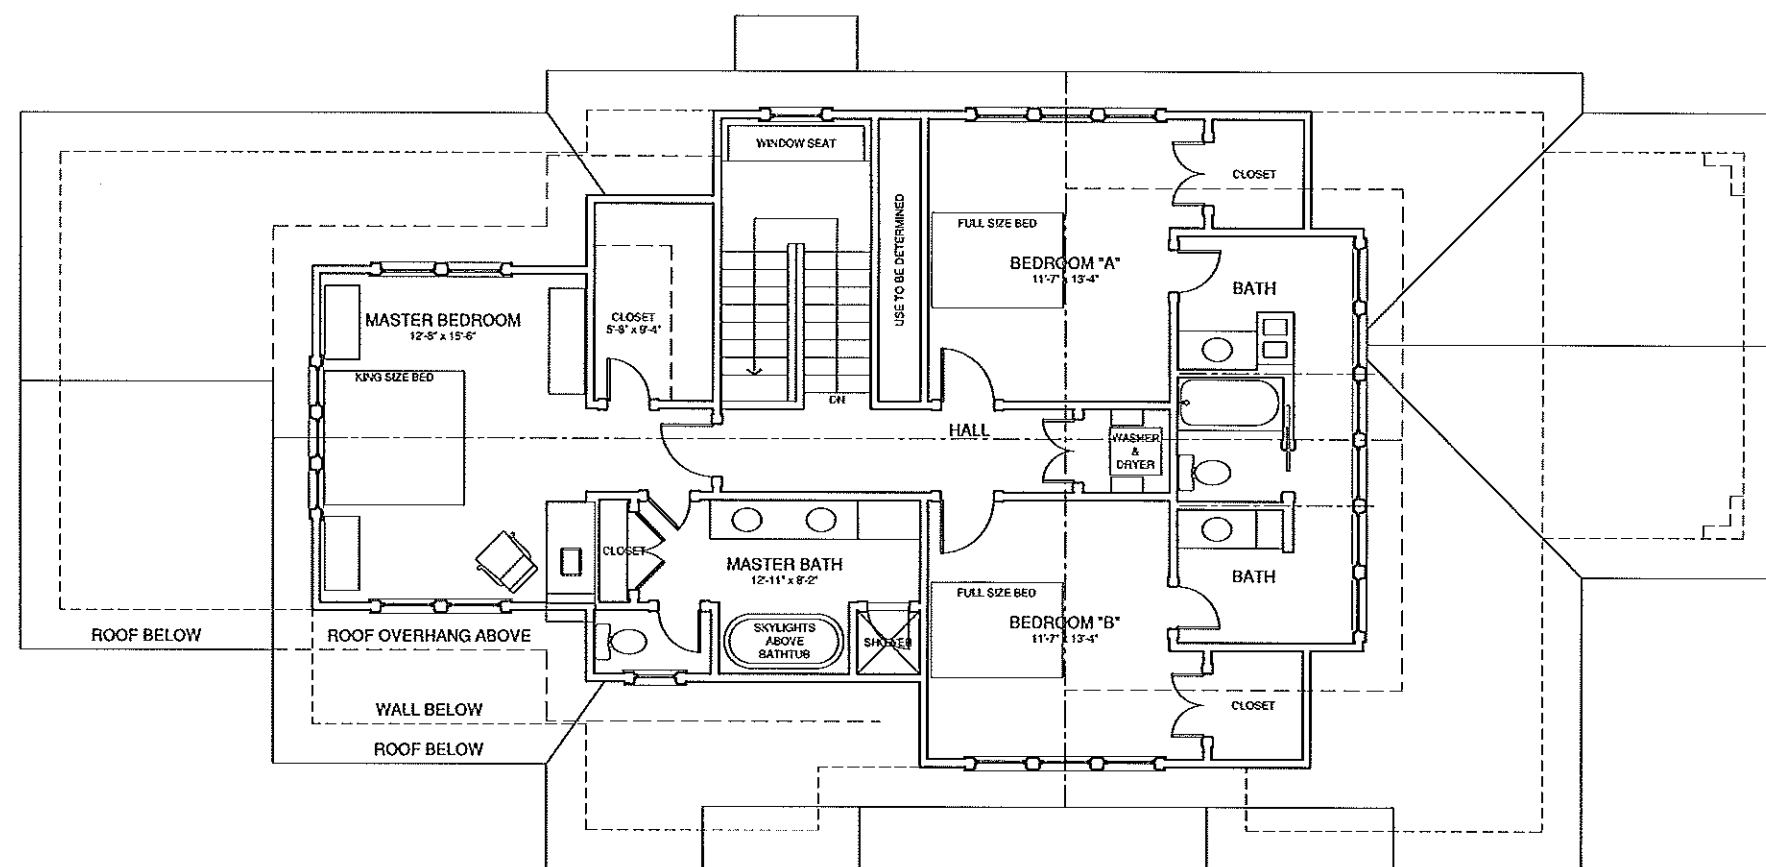 WINDOW SEAT
CLOSET
USE TO BE DETERMINED
FULL SIZE BED
BEDROOM "A"
11'-7" x 13'-4"
BATH
MASTER BEDROOM
12'-8" x 15'-6"
CLOSET
5'-8" x 9'-4"
KING SIZE BED
DN
HALL
WASHER
&
DRYER
CLOSET
MASTER BATH
12'-11" x 8'-2"
BATH
FULL SIZE BED
BEDROOM "B"
11'-7" x 13'-4"
SKYLIGHTS
ABOVE
BATHTUB
SHOWER
ROOF BELOW
ROOF OVERHANG ABOVE
WALL BELOW
CLOSET
ROOF BELOW